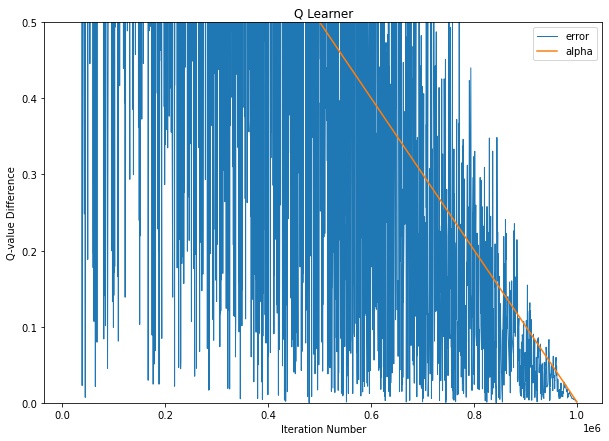 Q Learner
error
alpha
Q-value Difference
0.5
0.4
0.3
0.2
0.1
0.0
0.0
0.2
0.4
0.6
0.8
1.0
1e6
Iteration Number